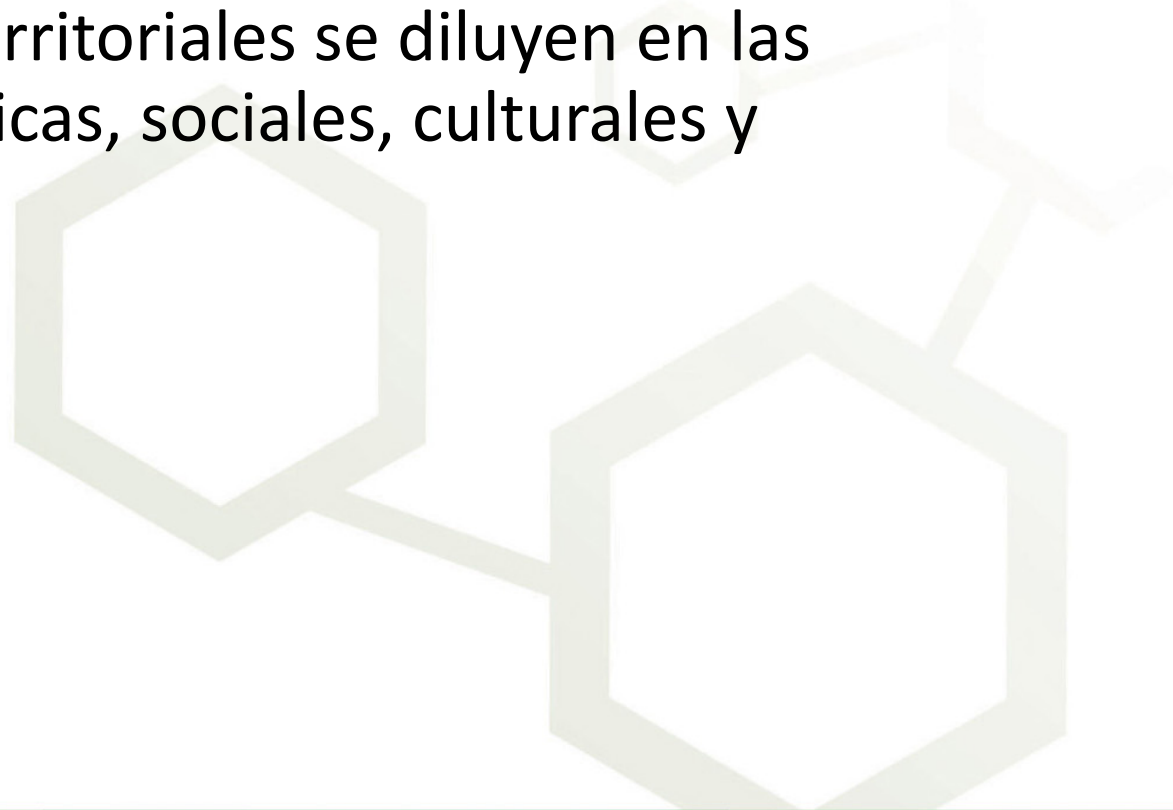 rritoriales se diluyen en las
icas, sociales, culturales y